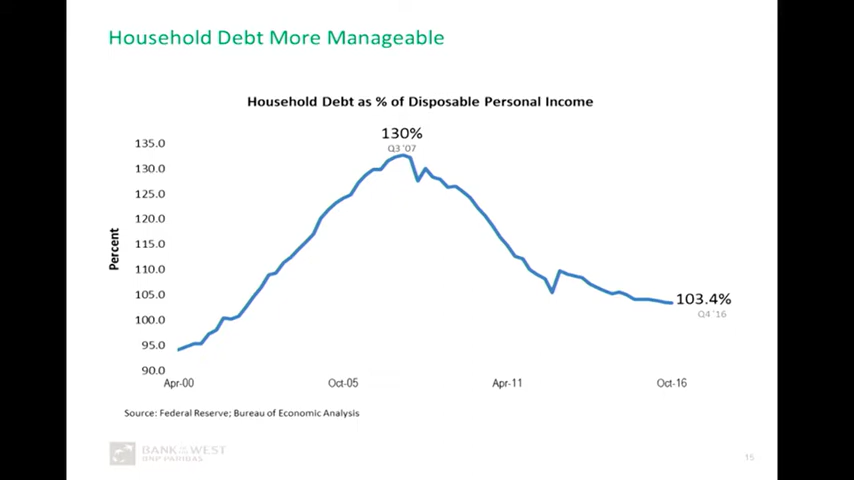 Household Debt More Manageable
Household Debt as % of Disposable Personal Income
130%
Q3 '07
135.0
130.0
125.0
120.0
115.0
110.0
105.0
100.0
95.0
90.0
Percent
103.4%
Q4 '16
Apr-00
Oct-05
Apr-11
Oct-16
Source: Federal Reserve; Bureau of Economic Analysis
BANK OF THE WEST
BNP PARIBAS
15